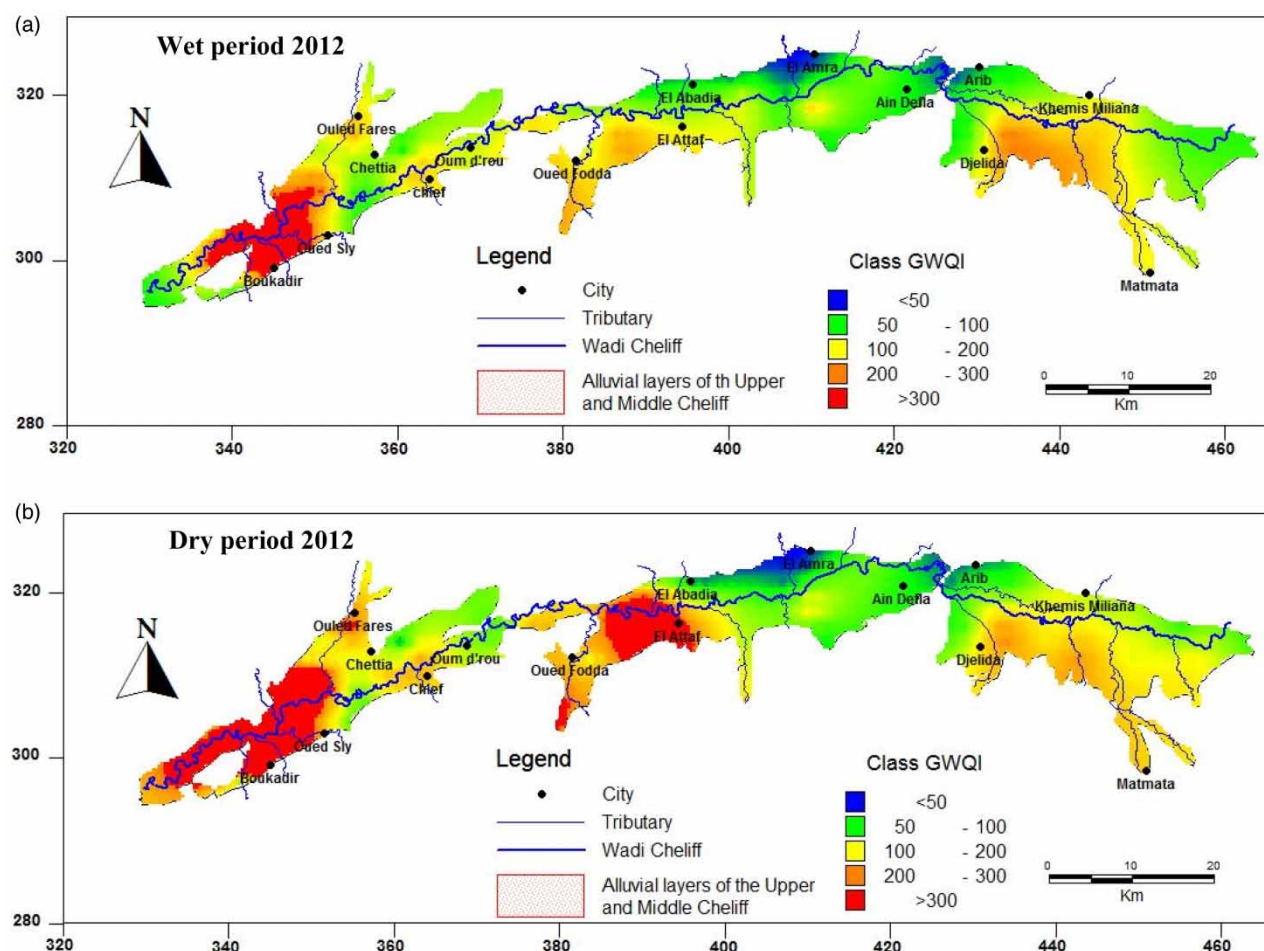 (a)
Wet period 2012
N
320
300
280
320
340
360
380
400
420
440
460
Ouled Fares
Chettia
Oum d'rou
Chief
Oued Sly
Boukadir
Oued Fodda
El Abadia
El Attaf
El Amra
Ain Defla
Arib
Khemis Miliana
Djelida
Matmata
Legend
City
Tributary
Wadi Cheliff
Alluvial layers of th Upper
and Middle Cheliff
Class GWQI
<50
50 - 100
100 - 200
200 - 300
>300
0 10 20
Km
(b)
Dry period 2012
N
320
300
280
320
340
360
380
400
420
440
460
Ouled Fares
Chettia
Oum d'rou
Chief
Oued Sly
Boukadir
Oued Fodda
El Abadia
El Attaf
El Amra
Ain Defla
Arib
Khemis Miliana
Djelida
Matmata
Legend
City
Tributary
Wadi Cheliff
Alluvial layers of the Upper
and Middle Cheliff
Class GWQI
<50
50 - 100
100 - 200
200 - 300
>300
0 10 20
Km